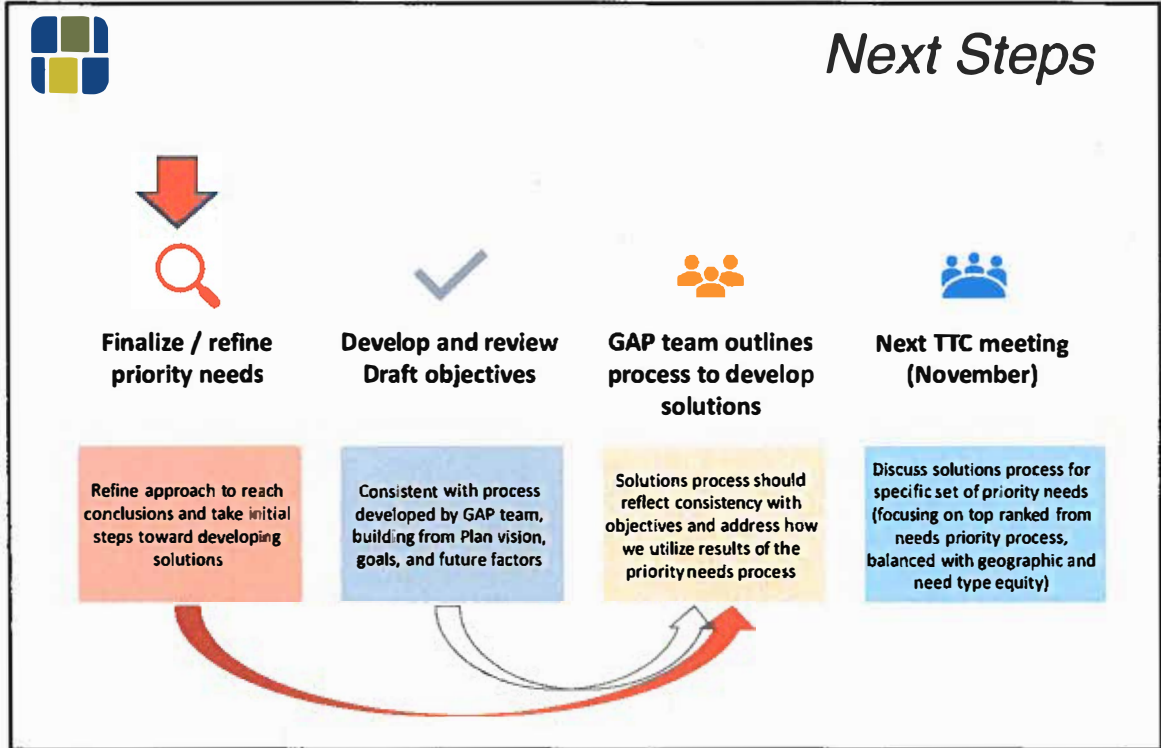 Next Steps
Finalize / refine
priority needs
Refine approach to reach
conclusions and take initial
steps toward developing
solutions
Develop and review
Draft objectives
Consistent with process
developed by GAP team,
building from Plan vision,
goals, and future factors
GAP team outlines
process to develop
solutions
Solutions process should
reflect consistency with
objectives and address how
we utilize results of the
priority needs process
Next TTC meeting
(November)
Discuss solutions process for
specific set of priority needs
(focusing on top ranked from
needs priority process,
balanced with geographic and
need type equity)